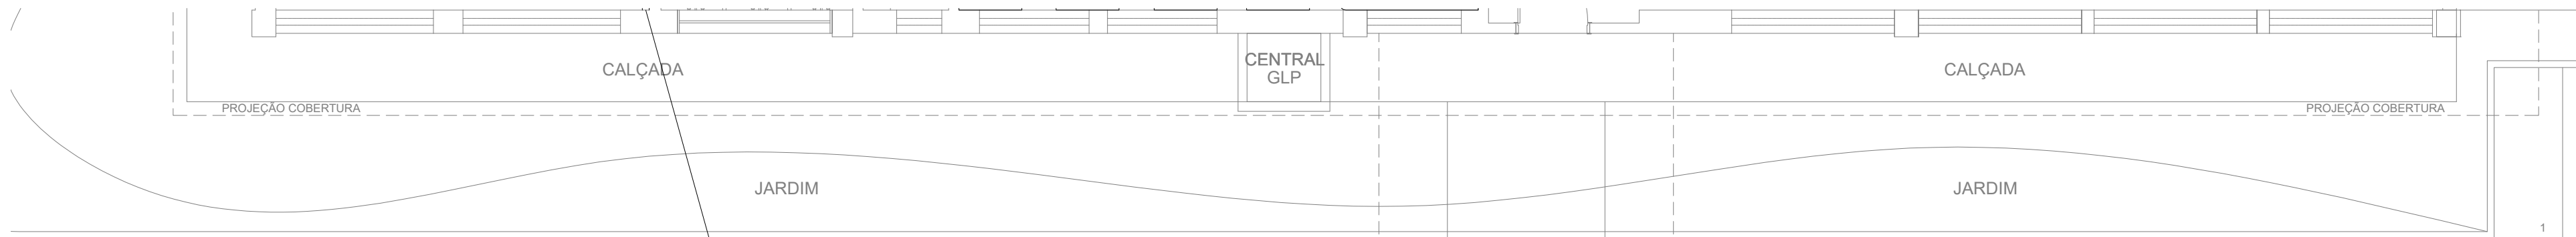 CALÇADA
CENTRAL
GLP
CALÇADA
PROJEÇÃO COBERTURA
PROJEÇÃO COBERTURA
JARDIM
JARDIM
1